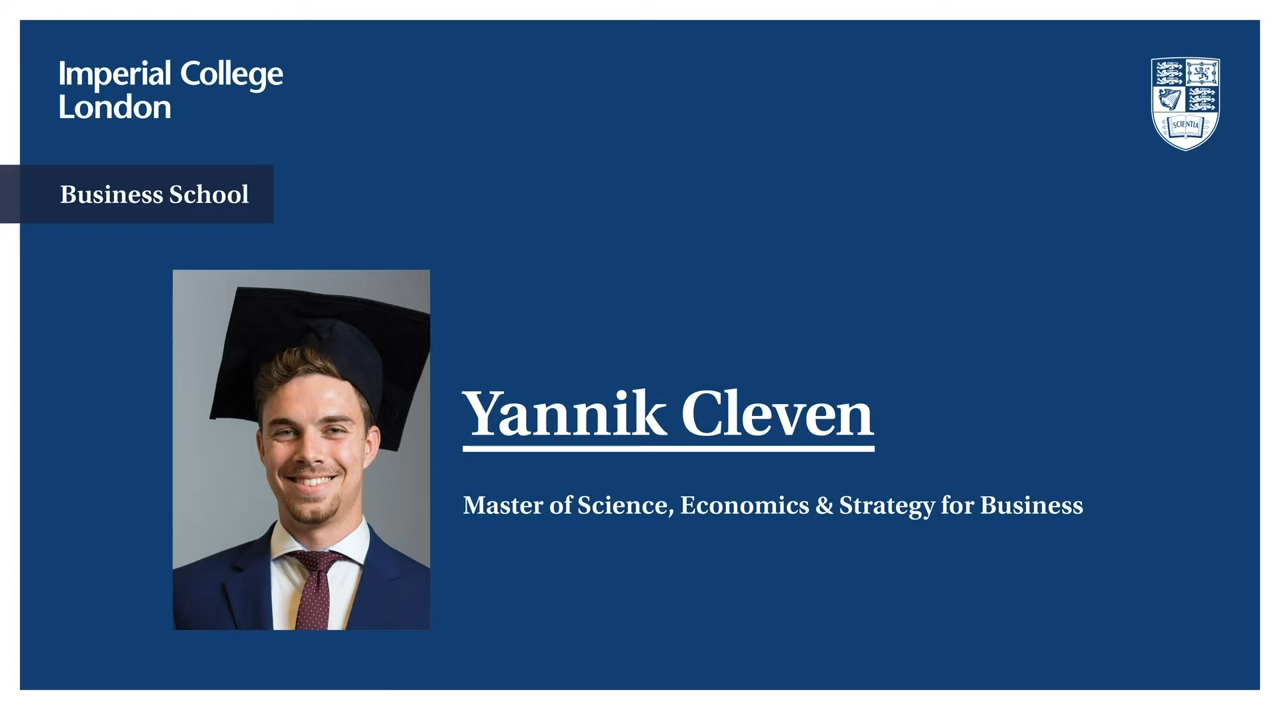 Imperial College
London
SCIENTIA
Business School
Yannik Cleven
Master of Science, Economics & Strategy for Business